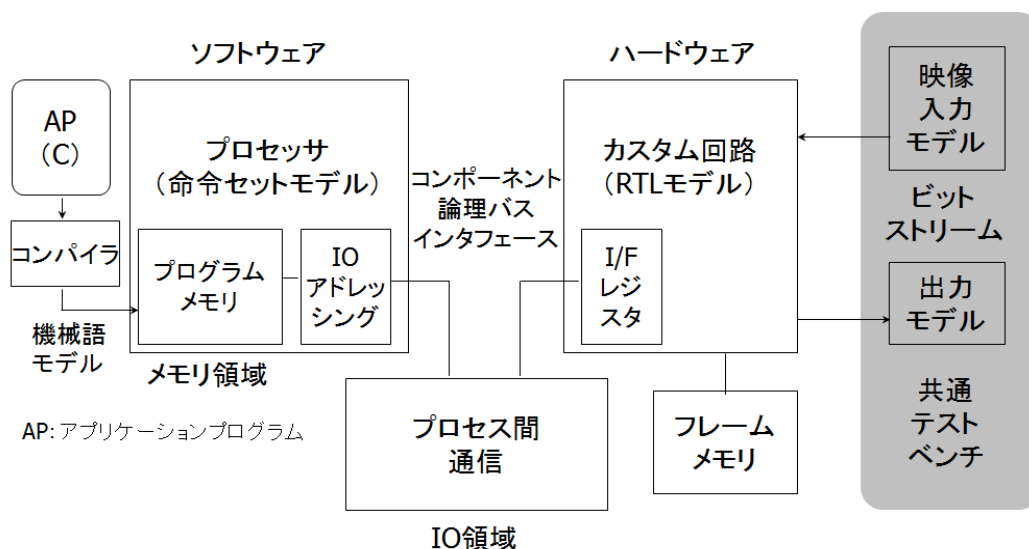 ソフトウェア
ハードウェア
AP
(C)
コンパイラ
機械語
モデル
プロセッサ
(命令セットモデル)
プログラム
メモリ
IO
アドレッ
シング
メモリ領域
コンポーネント
論理バス
インタフェース
カスタム回路
(RTLモデル)
I/F
レジ
スタ
プロセス間
通信
IO領域
フレーム
メモリ
映像
入力
モデル
ビット
ストリーム
出力
モデル
共通
テスト
ベンチ
AP:アプリケーションプログラム